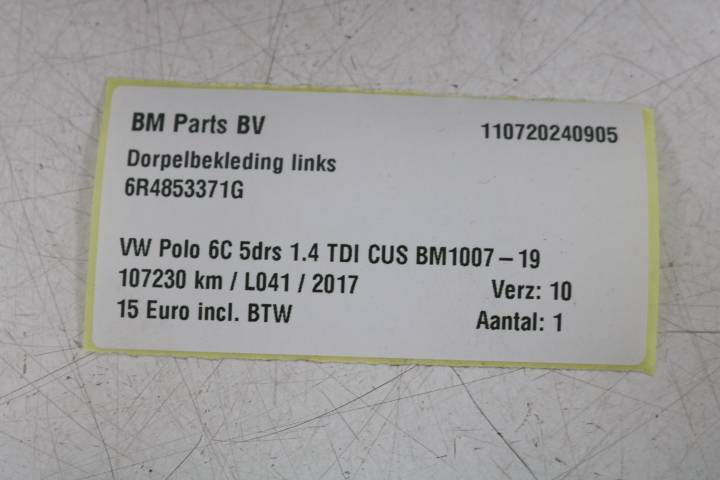 BM Parts BV 110720240905
Dorpelbekleding links
6R4853371G
VW Polo 6C 5drs 1.4 TDI CUS BM1007-19
107230 km / L041 / 2017 Verz: 10
15 Euro incl. BTW Aantal: 1